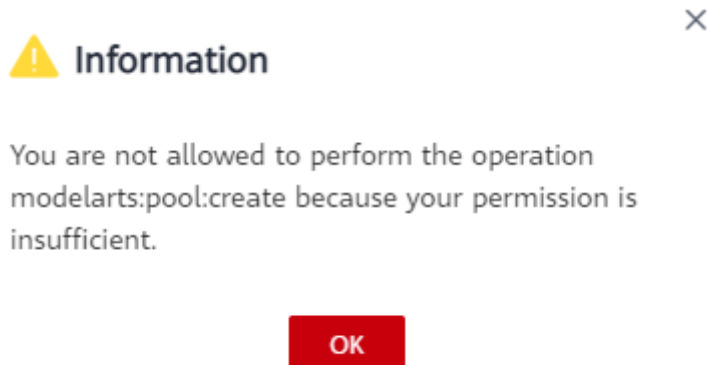 Information
You are not allowed to perform the operation
modelarts:pool:create because your permission is
insufficient.
OK